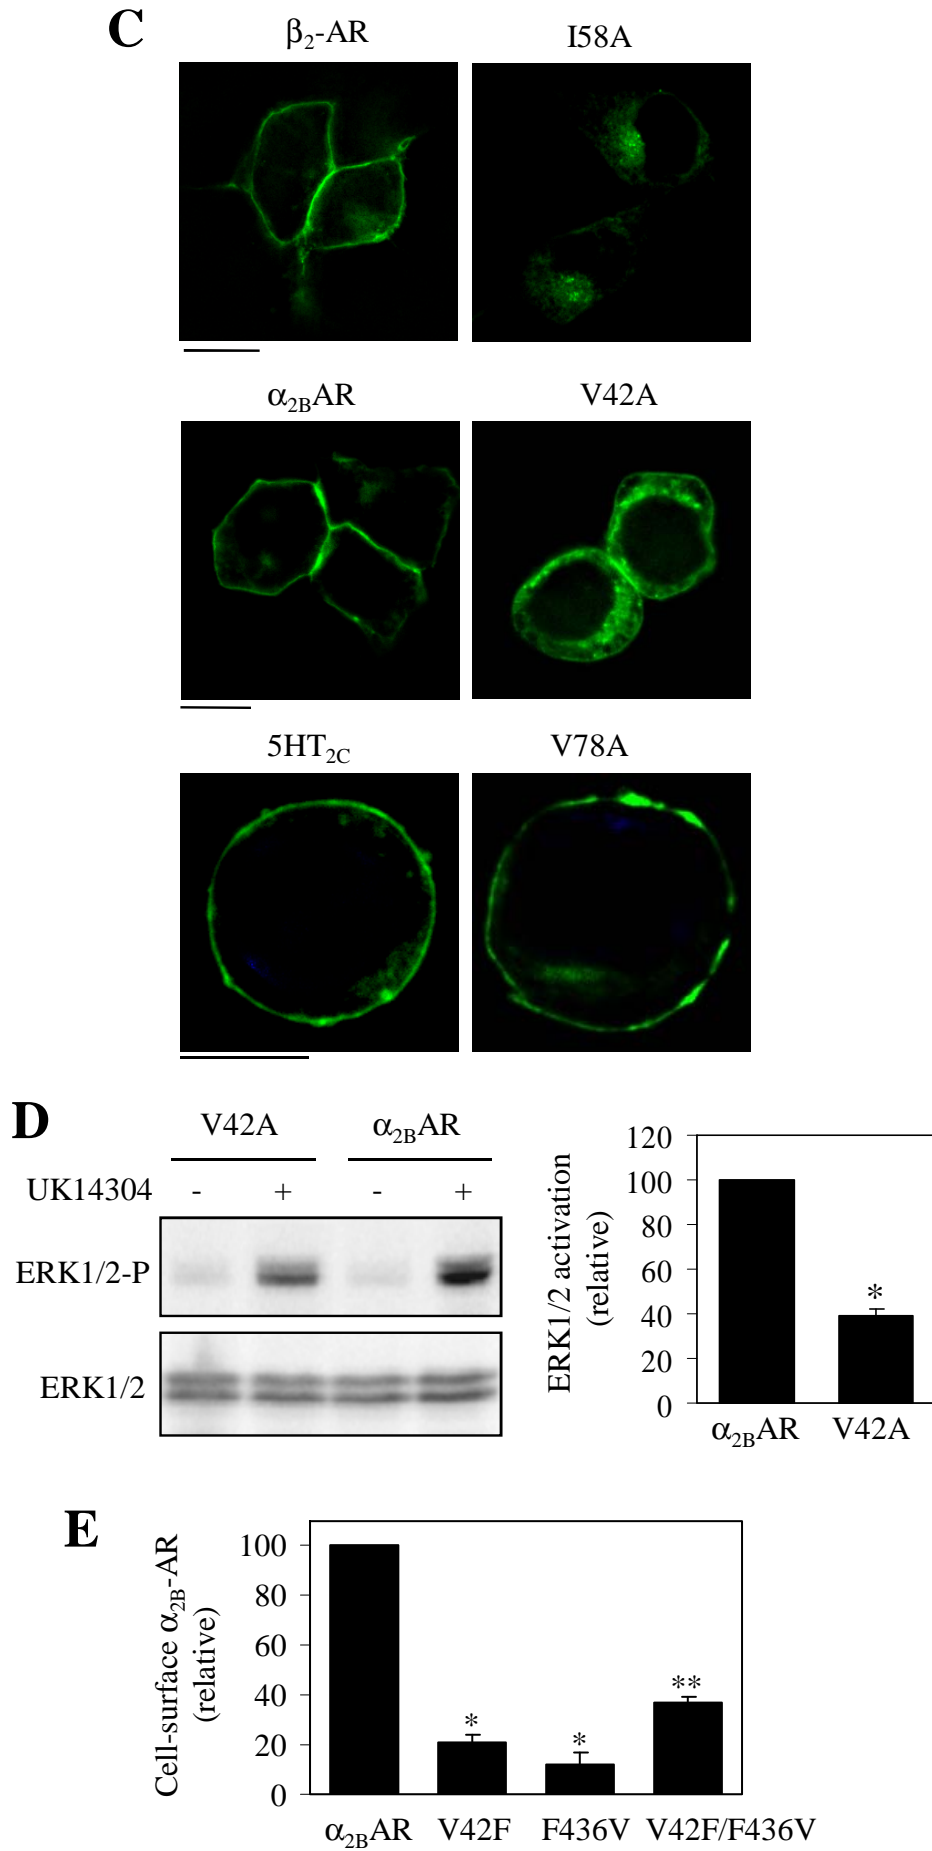 C
β2-AR I58A
α2BAR V42A
5HT2C V78A
D
V42A α2BAR
UK14304 - + - +
ERK1/2-P
ERK1/2
ERK1/2 activation
(relative)
120
100
80
60
40
20
0
*
α2BAR V42A
E
Cell-surface α2B-AR
(relative)
100
80
60
40
20
0
* * **
α2BAR V42F F436V V42F/F436V